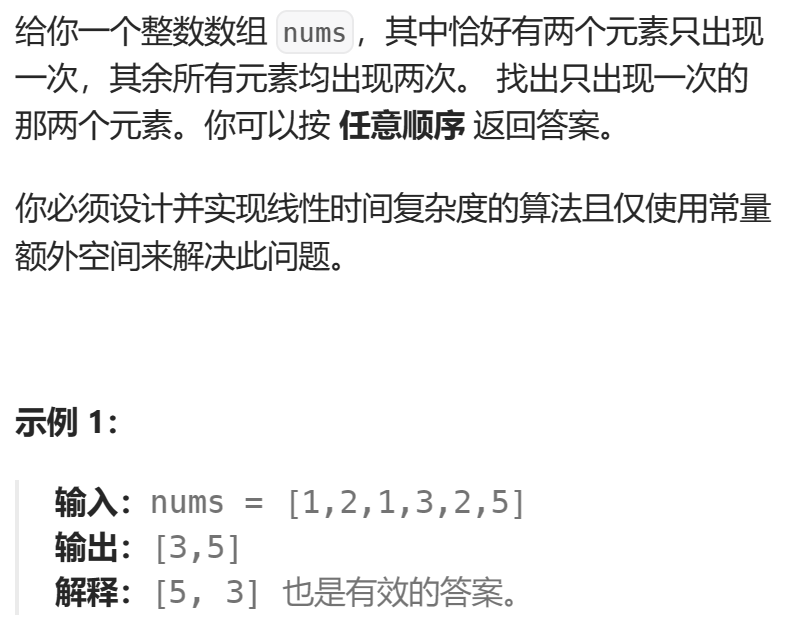 给你一个整数数组 nums，其中恰好有两个元素只出现
一次，其余所有元素均出现两次。 找出只出现一次的
那两个元素。你可以按 任意顺序 返回答案。
你必须设计并实现线性时间复杂度的算法且仅使用常量
额外空间来解决此问题。
示例 1：
输入：nums = [1,2,1,3,2,5]
输出：[3,5]
解释：[5, 3] 也是有效的答案。